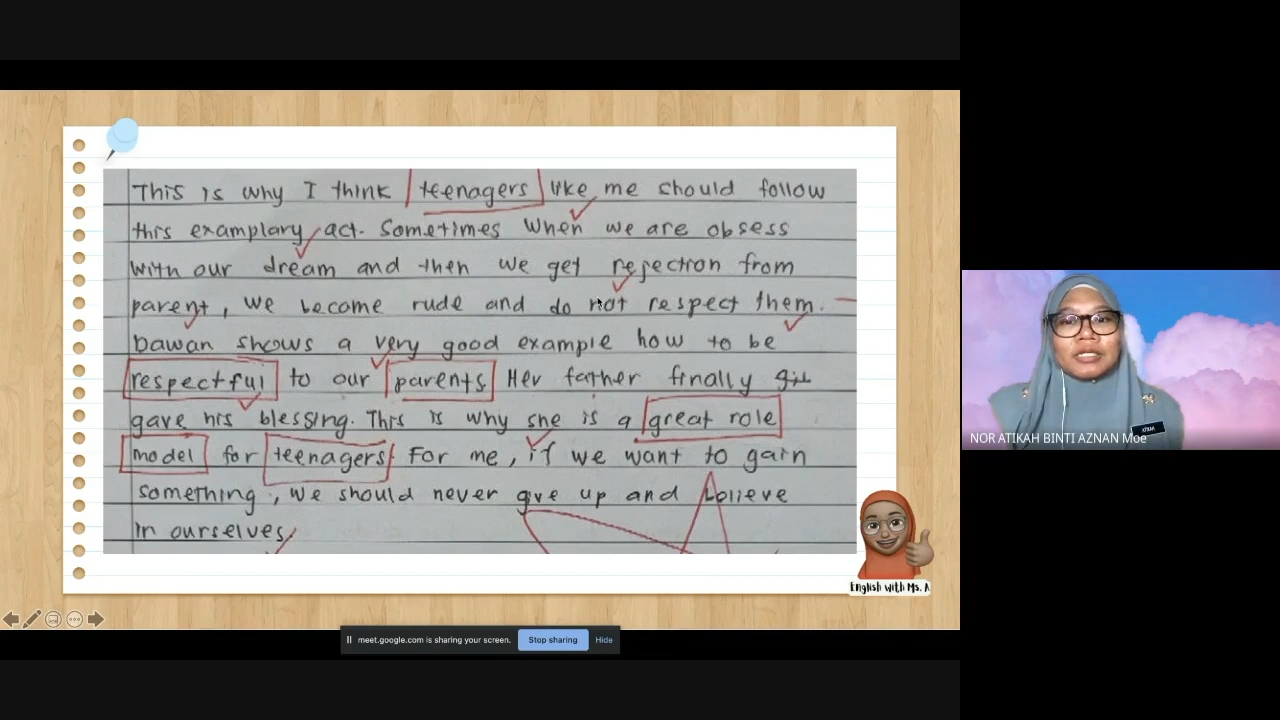 This is why I think teenagers like me should follow
this examplary act. Sometimes when we are obsess
with our dream and then we get rejection from
parent, we become rude and do not respect them.
Dawan shows a very good example how to be
respectful to our parents. Her father finally gi
gave his blessing. This is why she is a great role
model for teenagers. For me, if we want to gain
something, we should never give up and believe
in ourselves.
NOR ATIKAH BINTI AZNAN Moe
ATIKAH
English with Ms. A
meet.google.com is sharing your screen.
Stop sharing
Hide